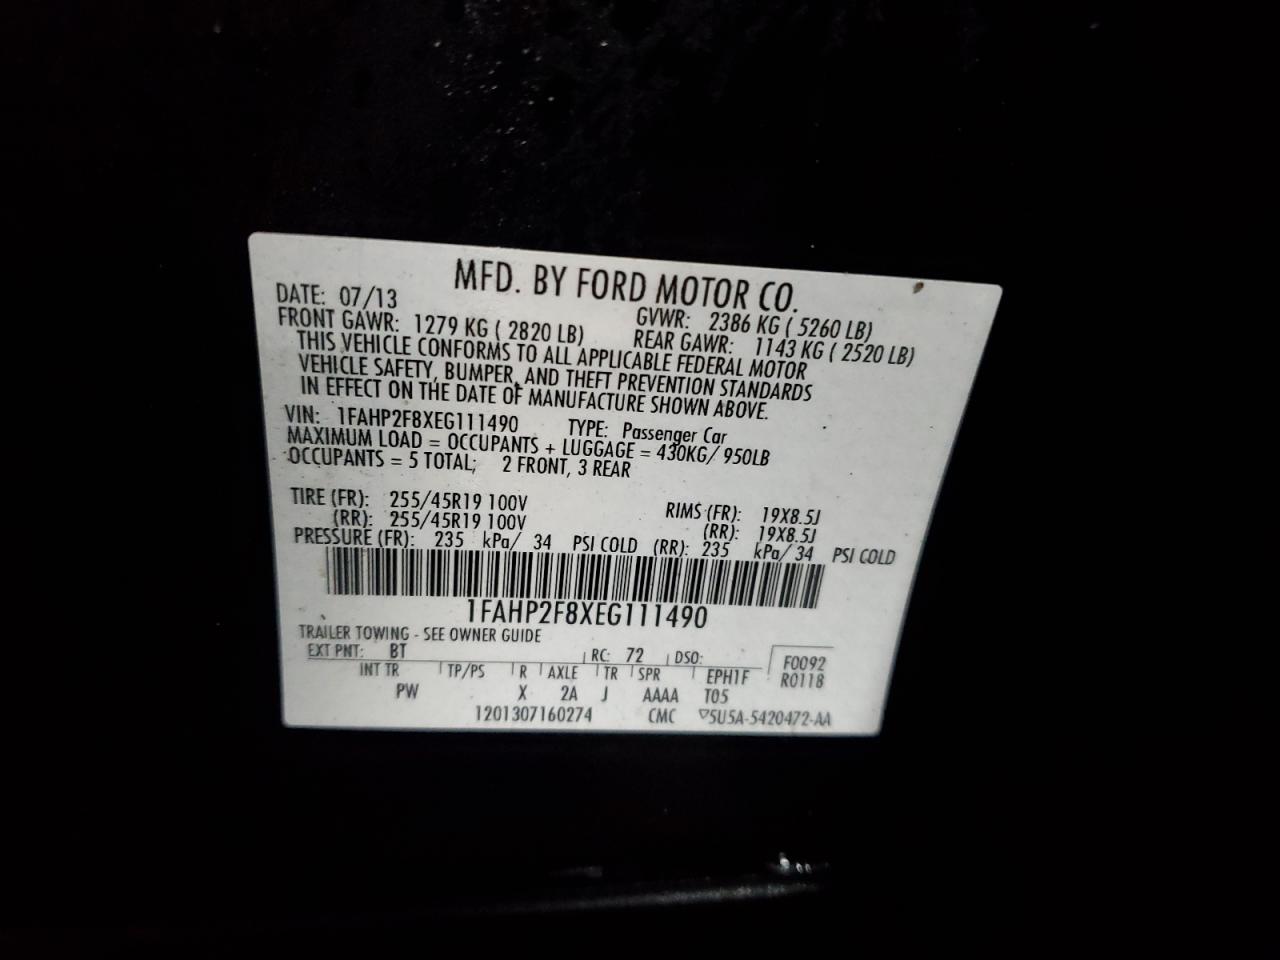 MFD. BY FORD MOTOR CO.
DATE: 07/13 GVWR: 2386 KG ( 5260 LB)
FRONT GAWR: 1279 KG ( 2820 LB) REAR GAWR: 1143 KG ( 2520 LB)
THIS VEHICLE CONFORMS TO ALL APPLICABLE FEDERAL MOTOR
VEHICLE SAFETY, BUMPER, AND THEFT PREVENTION STANDARDS
IN EFFECT ON THE DATE OF MANUFACTURE SHOWN ABOVE.
VIN: 1FAHP2F8XEG111490 TYPE: Passenger Car
MAXIMUM LOAD = OCCUPANTS + LUGGAGE = 430KG/ 950LB
OCCUPANTS = 5 TOTAL; 2 FRONT, 3 REAR
TIRE (FR): 255/45R19 100V RIMS (FR): 19X8.5J
(RR): 255/45R19 100V (RR): 19X8.5J
PRESSURE (FR): 235 kPa/ 34 PSI COLD (RR): 235 kPa/ 34 PSI COLD
1FAHP2F8XEG111490
TRAILER TOWING - SEE OWNER GUIDE
EXT PNT: BT RC: 72 DSO: F0092
INT TR TP/PS R AXLE TR SPR EPH1F R0118
PW X 2A J AAAA T05
1201307160274 CMC ▽5U5A-5420472-AA